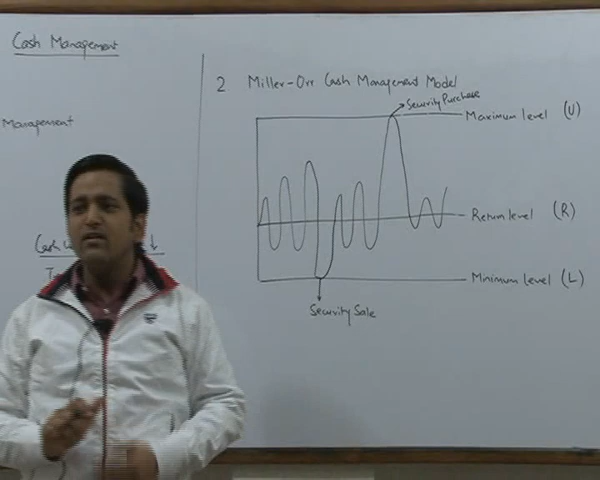 Cash Management
Management
Cash
2 Miller-Orr Cash Management Model
Security Purchase
Maximum level (U)
Return level (R)
Minimum level (L)
Security Sale